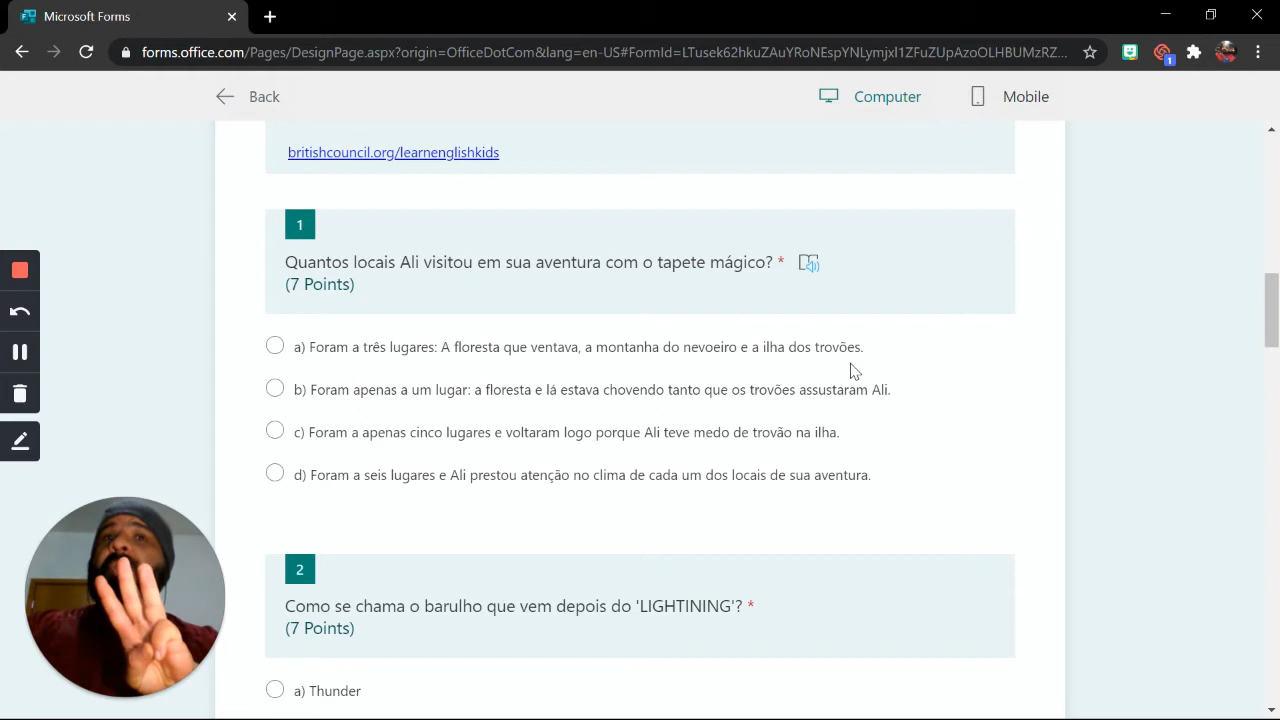 Microsoft Forms
forms.office.com/Pages/DesignPage.aspx?origin=OfficeDotCom&lang=en-US#FormId=LTusek62hkuZAuYRoNEspYNLymjxI1ZFuZUpAzoOLHBUMzRZ...
1
Back
Computer
Mobile
britishcouncil.org/learnenglishkids
1
Quantos locais Ali visitou em sua aventura com o tapete mágico? *
(7 Points)
a) Foram a três lugares: A floresta que ventava, a montanha do nevoeiro e a ilha dos trovões.
b) Foram apenas a um lugar: a floresta e lá estava chovendo tanto que os trovões assustaram Ali.
c) Foram a apenas cinco lugares e voltaram logo porque Ali teve medo de trovão na ilha.
d) Foram a seis lugares e Ali prestou atenção no clima de cada um dos locais de sua aventura.
2
Como se chama o barulho que vem depois do 'LIGHTINING'? *
(7 Points)
a) Thunder